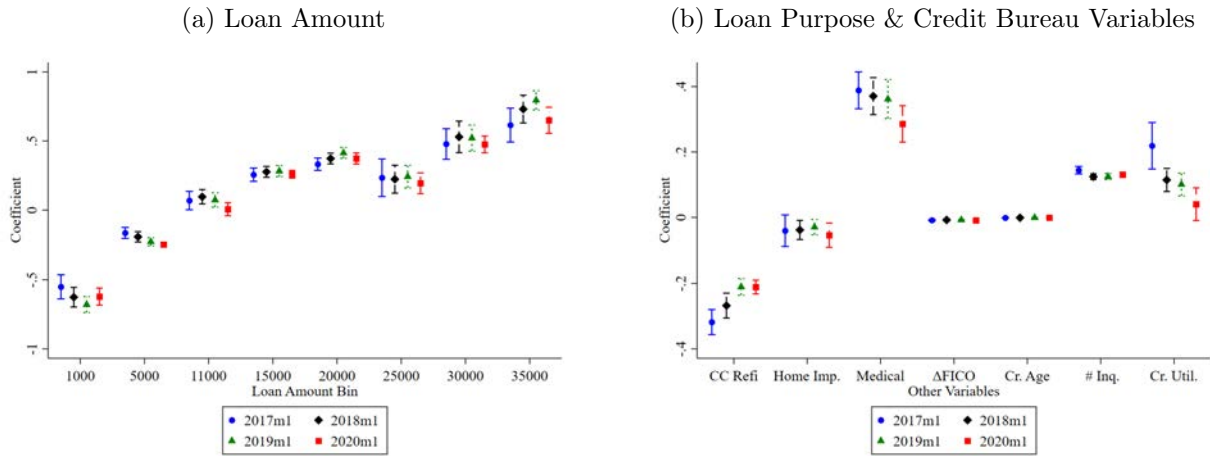 (a) Loan Amount
1
.5
0
-.5
-1
Coefficient
1000 5000 11000 15000 20000 25000 30000 35000
Loan Amount Bin
2017m1 2018m1
2019m1 2020m1
(b) Loan Purpose & Credit Bureau Variables
.4
.2
0
-.2
-.4
Coefficient
CC Refi Home Imp. Medical ΔFICO Cr. Age # Inq. Cr. Util.
Other Variables
2017m1 2018m1
2019m1 2020m1